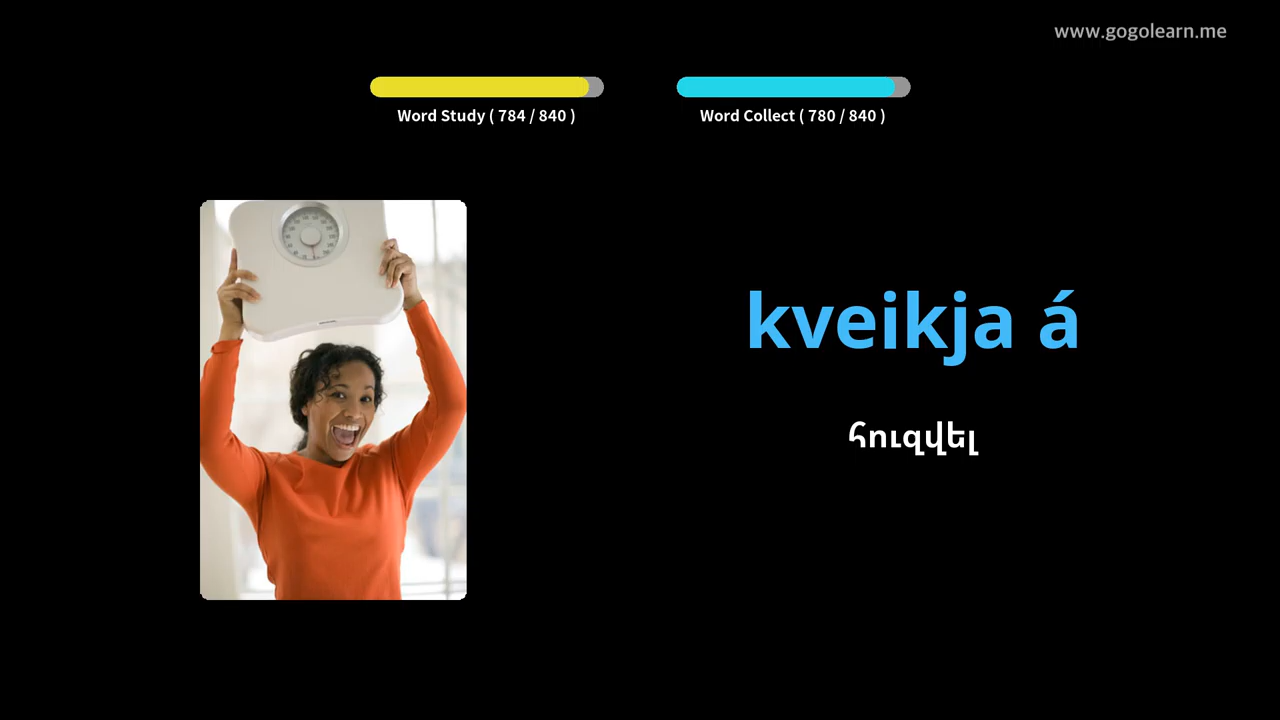 www.gogolearn.me
Word Study ( 784 / 840 )
Word Collect ( 780 / 840 )
kveikja á
հուզվել